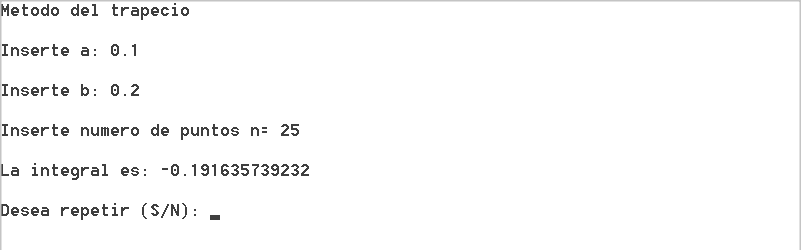 Metodo del trapecio
Inserte a: 0.1
Inserte b: 0.2
Inserte numero de puntos n= 25
La integral es: -0.191635739232
Desea repetir (S/N): _